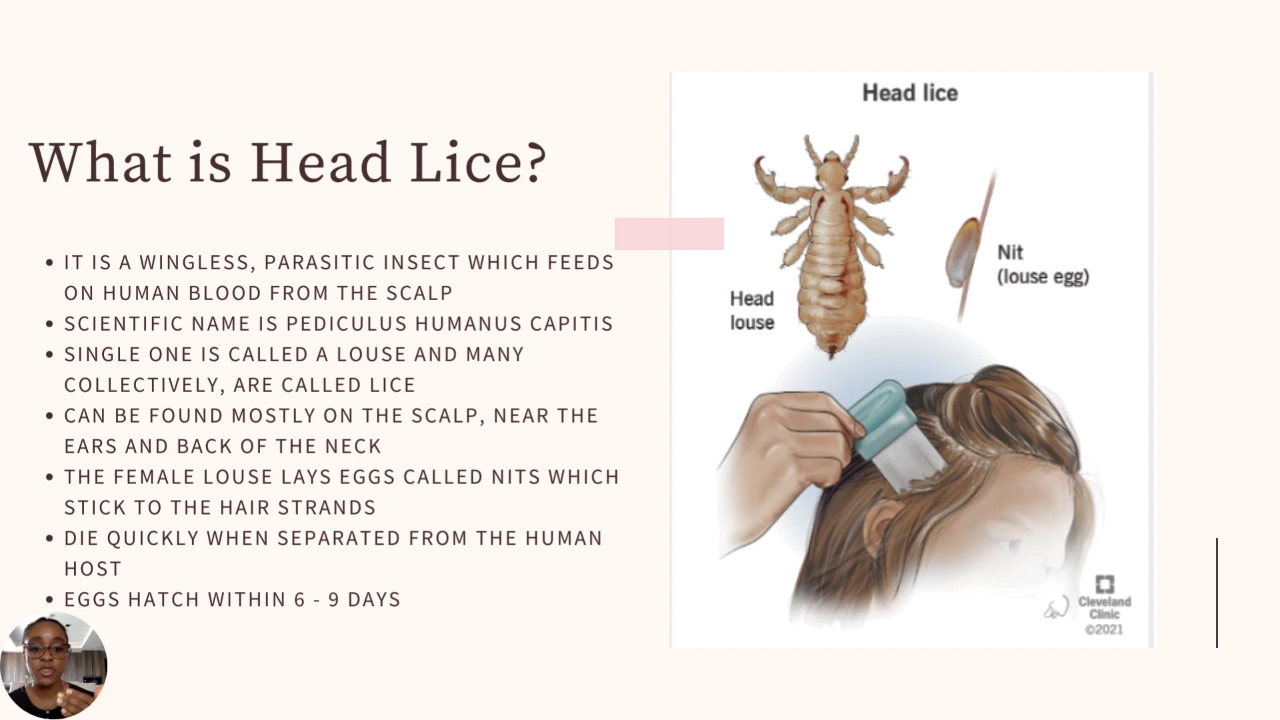 What is Head Lice?
• IT IS A WINGLESS, PARASITIC INSECT WHICH FEEDS
ON HUMAN BLOOD FROM THE SCALP
• SCIENTIFIC NAME IS PEDICULUS HUMANUS CAPITIS
• SINGLE ONE IS CALLED A LOUSE AND MANY
COLLECTIVELY, ARE CALLED LICE
• CAN BE FOUND MOSTLY ON THE SCALP, NEAR THE
EARS AND BACK OF THE NECK
• THE FEMALE LOUSE LAYS EGGS CALLED NITS WHICH
STICK TO THE HAIR STRANDS
• DIE QUICKLY WHEN SEPARATED FROM THE HUMAN
HOST
• EGGS HATCH WITHIN 6 - 9 DAYS
Head lice
Nit
(louse egg)
Head
louse
Cleveland
Clinic
©2021